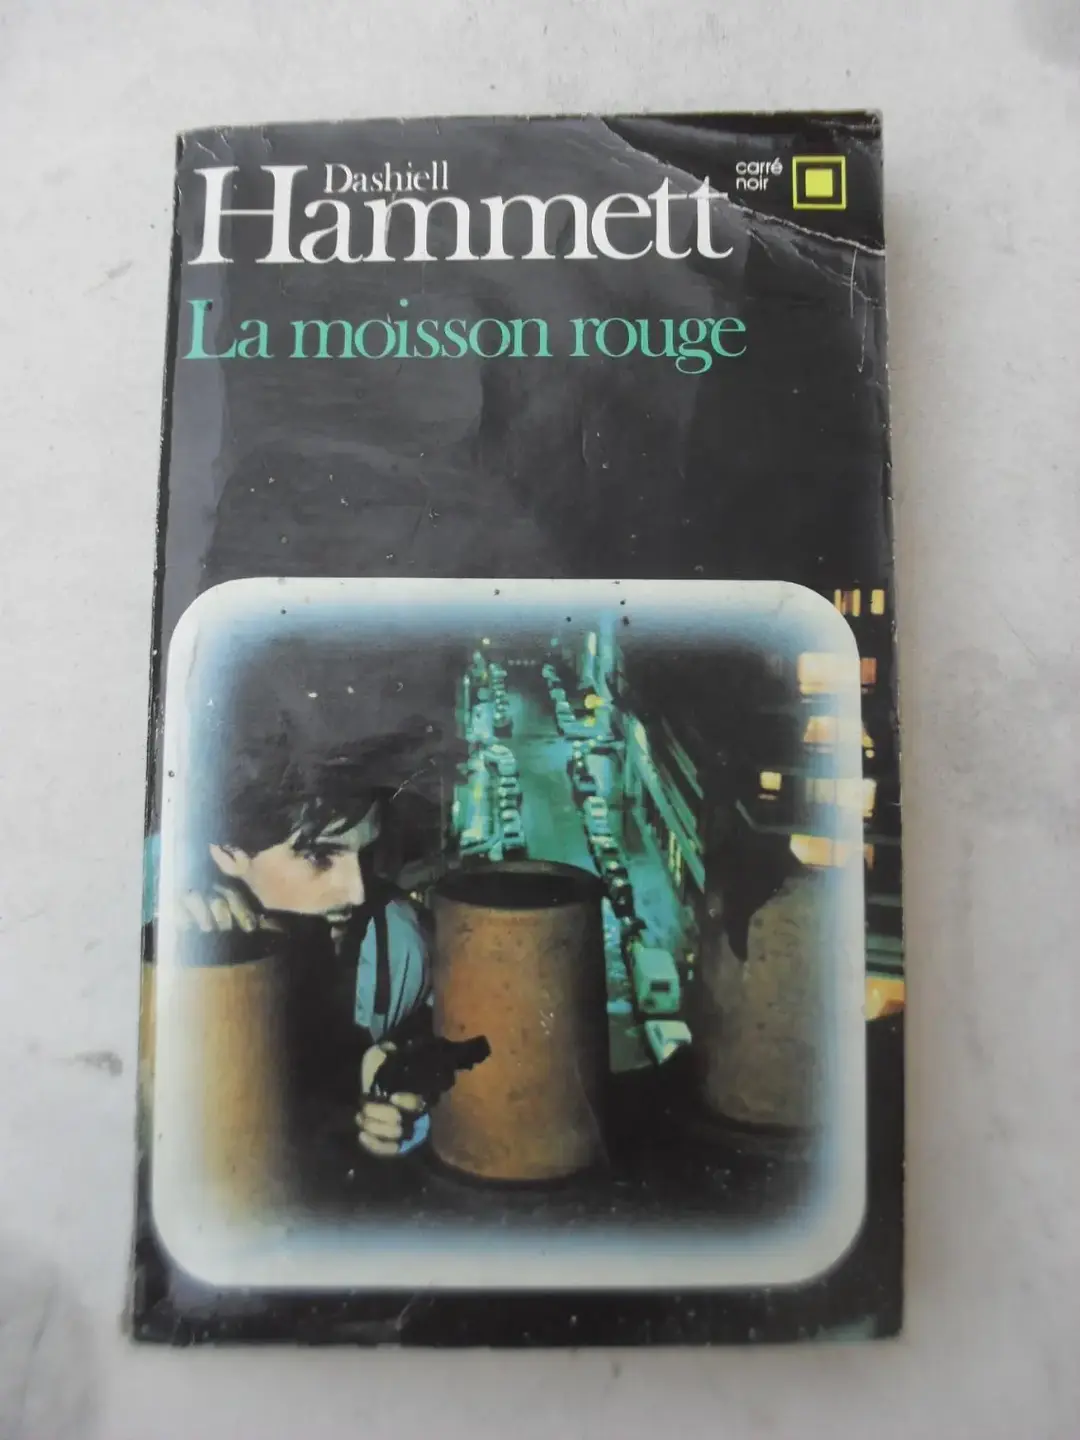 Dashiell
Hammett
carré
noir
La moisson rouge